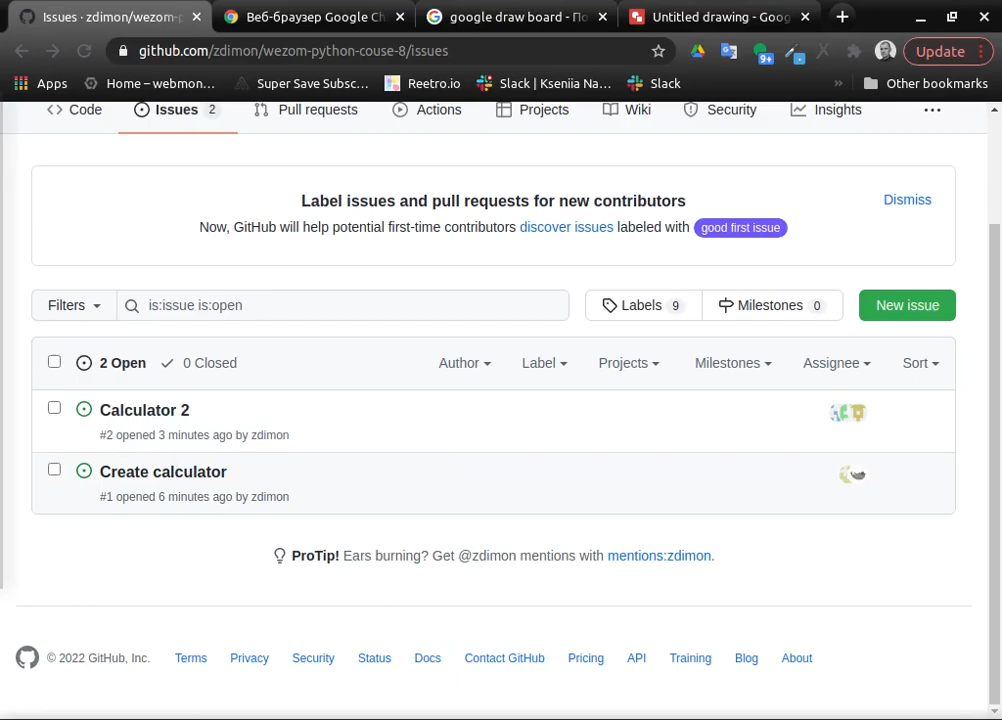 Issues · zdimon/wezom-p
Веб-браузер Google Ch
google draw board - По
Untitled drawing - Goog
github.com/zdimon/wezom-python-couse-8/issues
9+
Update
Apps
Home – webmon...
Super Save Subsc...
Reetro.io
Slack | Kseniia Na...
Slack
»
Other bookmarks
Code
Issues 2
Pull requests
Actions
Projects
Wiki
Security
Insights
Label issues and pull requests for new contributors
Dismiss
Now, GitHub will help potential first-time contributors discover issues labeled with good first issue
Filters
is:issue is:open
Labels 9
Milestones 0
New issue
2 Open
0 Closed
Author
Label
Projects
Milestones
Assignee
Sort
Calculator 2
#2 opened 3 minutes ago by zdimon
Create calculator
#1 opened 6 minutes ago by zdimon
ProTip! Ears burning? Get @zdimon mentions with mentions:zdimon.
© 2022 GitHub, Inc.
Terms
Privacy
Security
Status
Docs
Contact GitHub
Pricing
API
Training
Blog
About